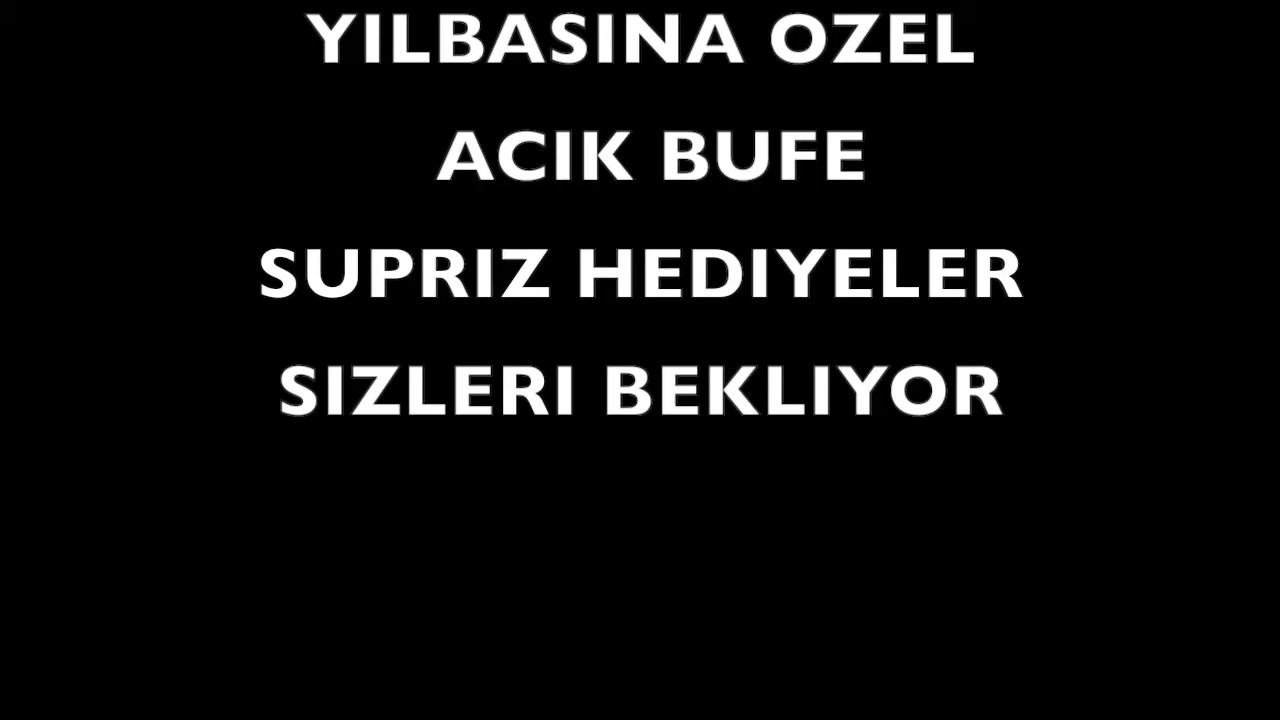 YILBASINA OZEL
ACIK BUFE
SUPRIZ HEDIYELER
SIZLERI BEKLIYOR